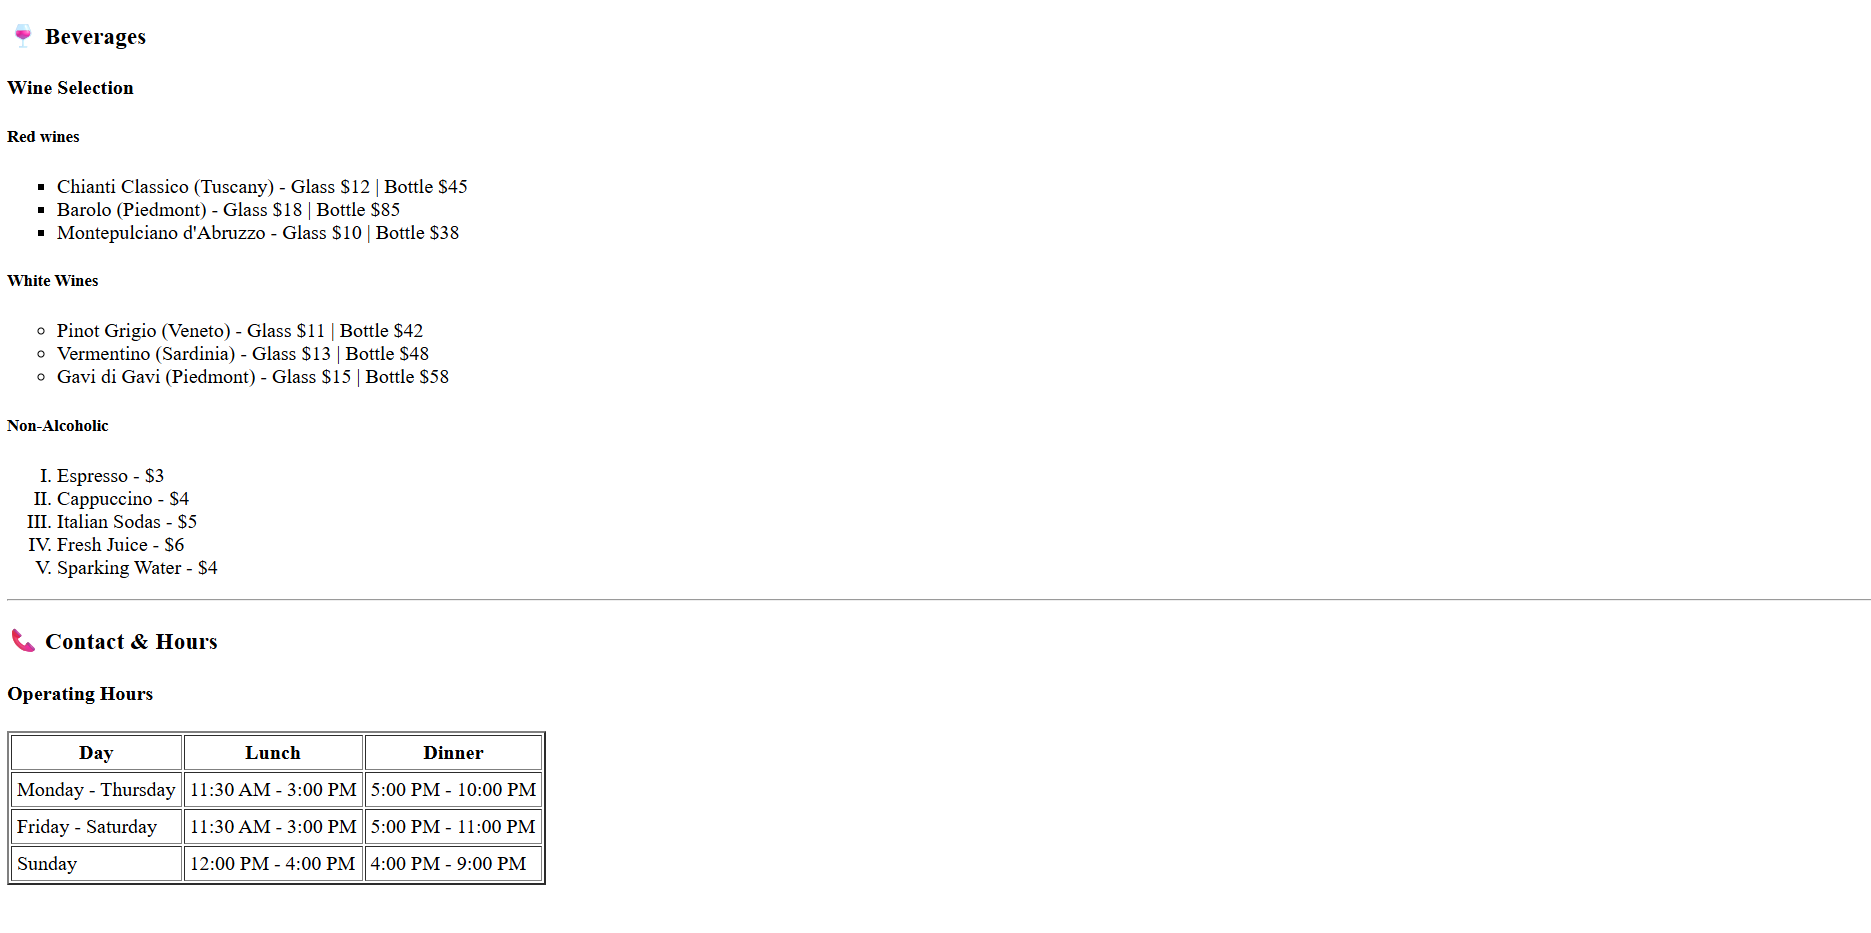 🍷 Beverages
Wine Selection
Red wines
▪ Chianti Classico (Tuscany) - Glass $12 | Bottle $45
▪ Barolo (Piedmont) - Glass $18 | Bottle $85
▪ Montepulciano d'Abruzzo - Glass $10 | Bottle $38
White Wines
◦ Pinot Grigio (Veneto) - Glass $11 | Bottle $42
◦ Vermentino (Sardinia) - Glass $13 | Bottle $48
◦ Gavi di Gavi (Piedmont) - Glass $15 | Bottle $58
Non-Alcoholic
I. Espresso - $3
II. Cappuccino - $4
III. Italian Sodas - $5
IV. Fresh Juice - $6
V. Sparking Water - $4
📞 Contact & Hours
Operating Hours
Day Lunch Dinner
Monday - Thursday 11:30 AM - 3:00 PM 5:00 PM - 10:00 PM
Friday - Saturday 11:30 AM - 3:00 PM 5:00 PM - 11:00 PM
Sunday 12:00 PM - 4:00 PM 4:00 PM - 9:00 PM